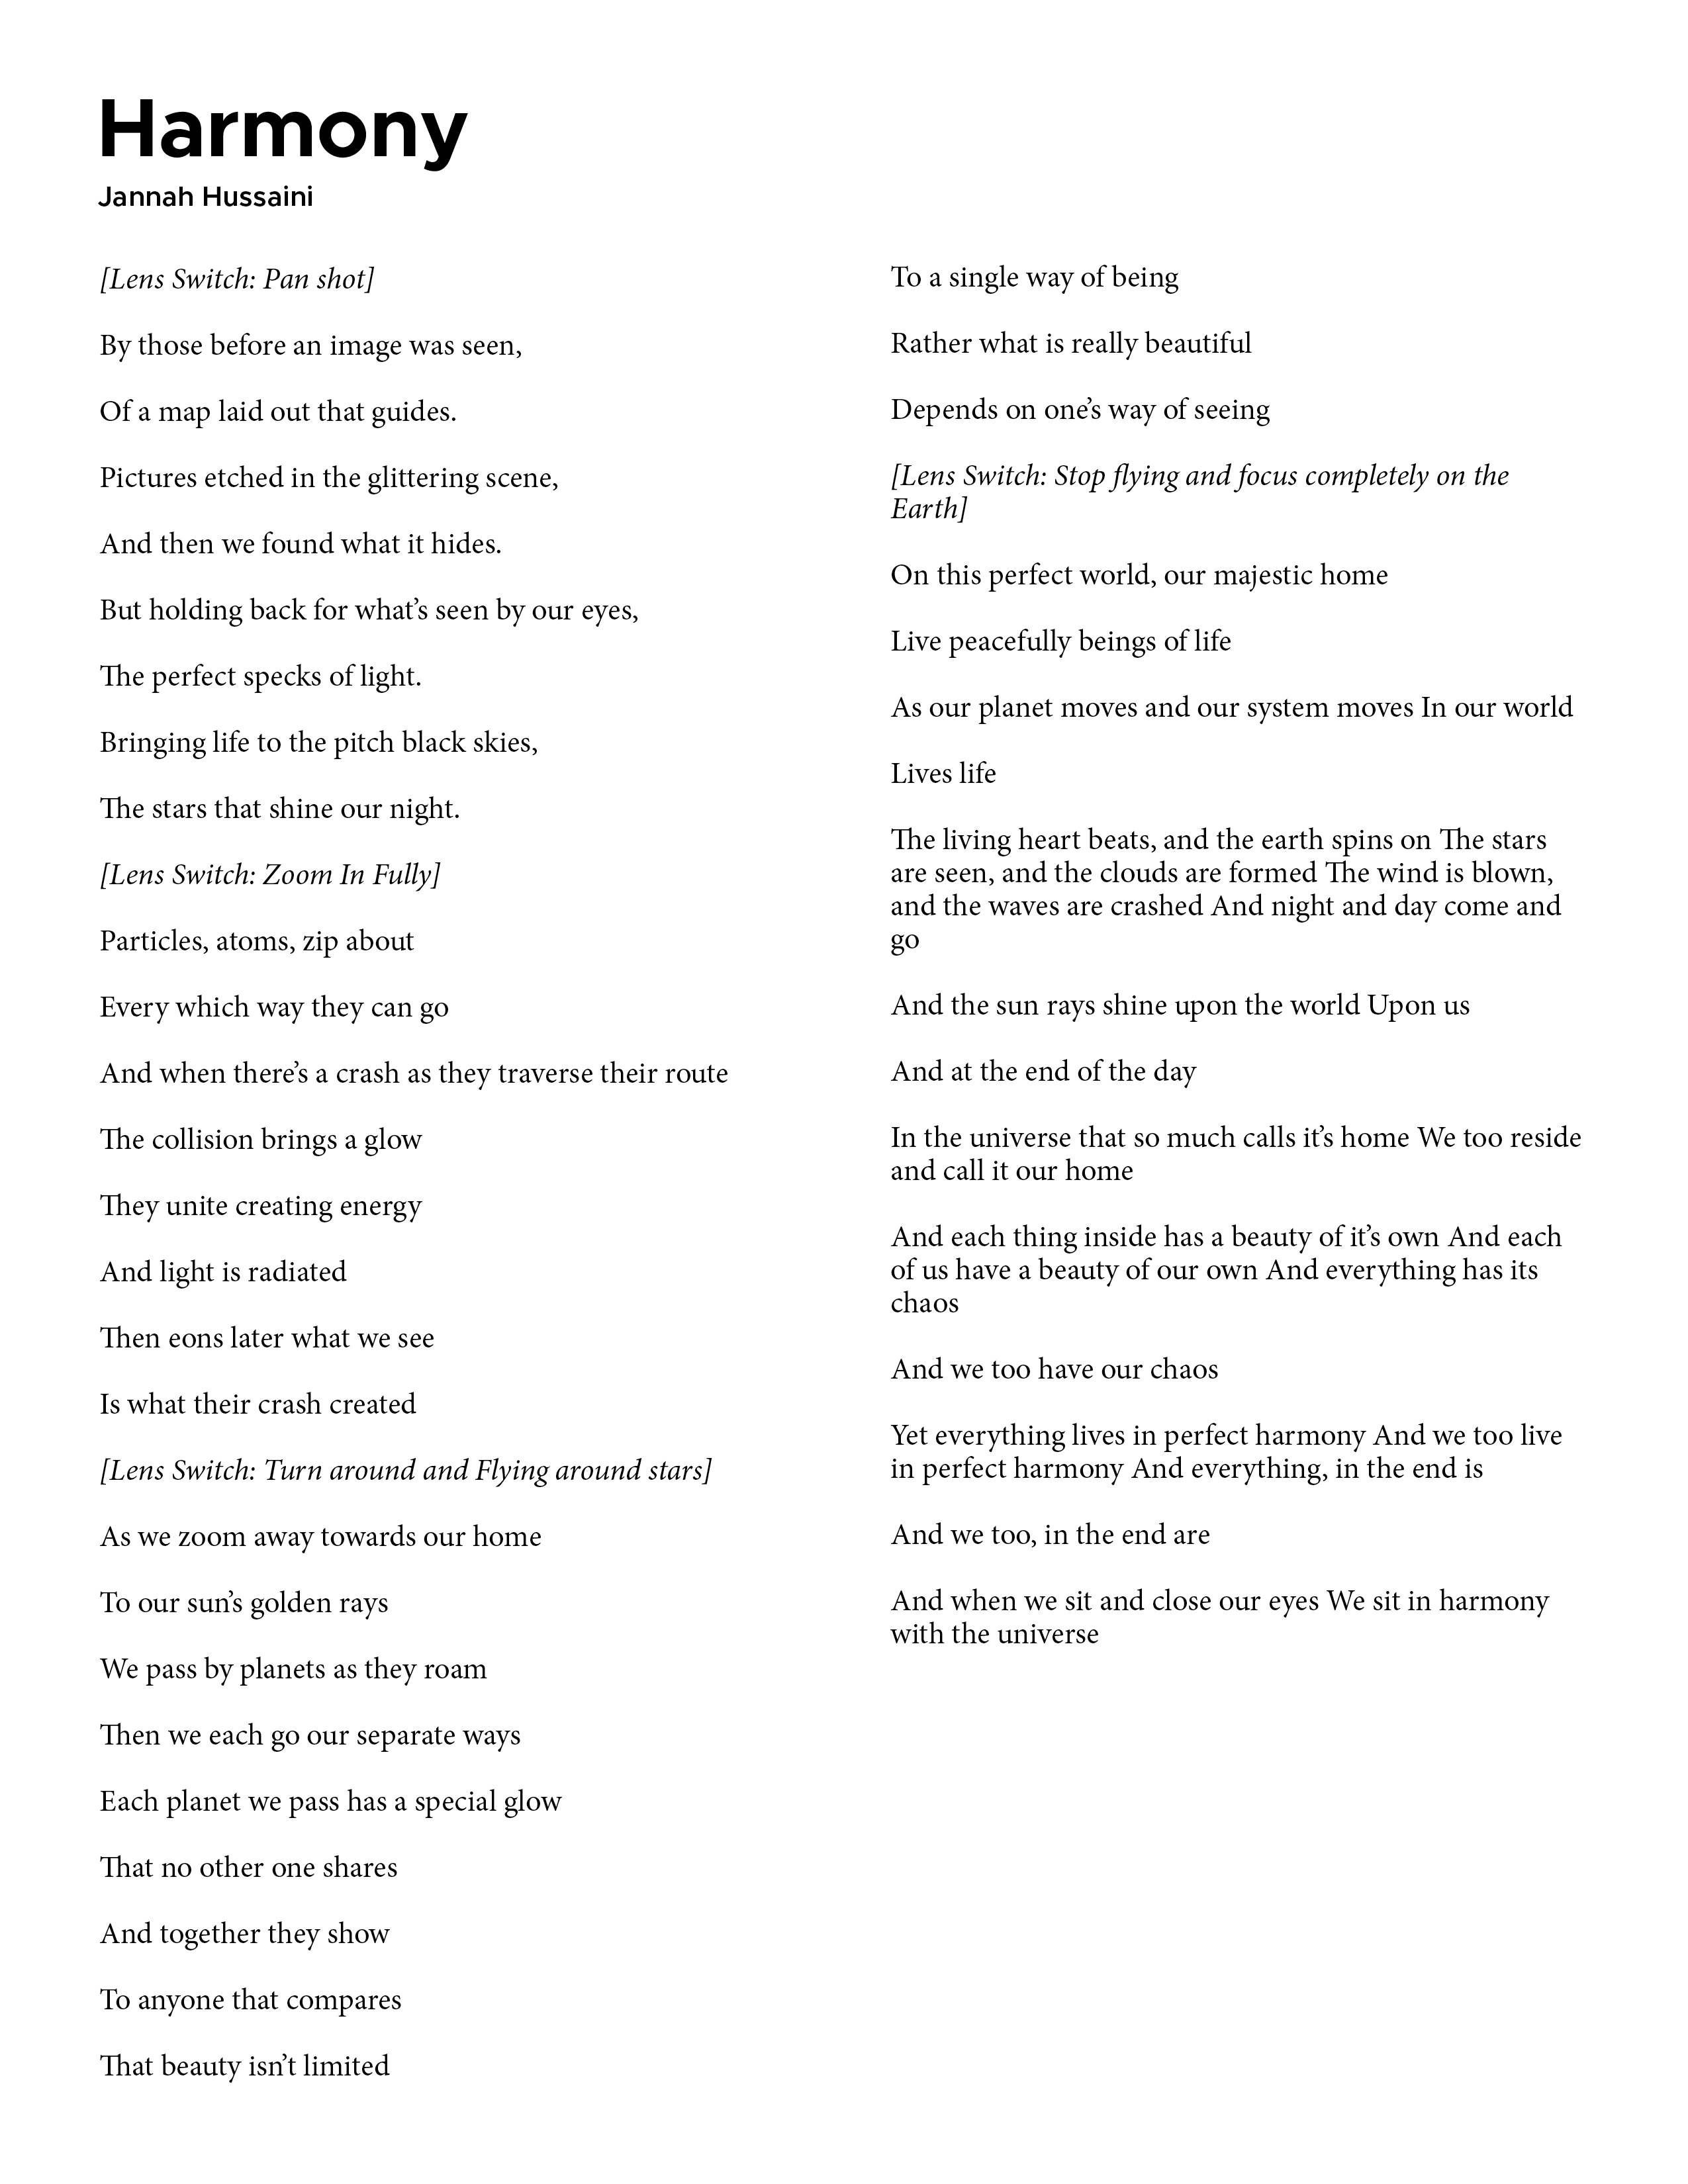 Harmony
Jannah Hussaini
[Lens Switch: Pan shot]
By those before an image was seen,
Of a map laid out that guides.
Pictures etched in the glittering scene,
And then we found what it hides.
But holding back for what’s seen by our eyes,
The perfect specks of light.
Bringing life to the pitch black skies,
The stars that shine our night.
[Lens Switch: Zoom In Fully]
Particles, atoms, zip about
Every which way they can go
And when there’s a crash as they traverse their route
The collision brings a glow
They unite creating energy
And light is radiated
Then eons later what we see
Is what their crash created
[Lens Switch: Turn around and Flying around stars]
As we zoom away towards our home
To our sun’s golden rays
We pass by planets as they roam
Then we each go our separate ways
Each planet we pass has a special glow
That no other one shares
And together they show
To anyone that compares
That beauty isn’t limited
To a single way of being
Rather what is really beautiful
Depends on one’s way of seeing
[Lens Switch: Stop flying and focus completely on the
Earth]
On this perfect world, our majestic home
Live peacefully beings of life
As our planet moves and our system moves In our world
Lives life
The living heart beats, and the earth spins on The stars
are seen, and the clouds are formed The wind is blown,
and the waves are crashed And night and day come and
go
And the sun rays shine upon the world Upon us
And at the end of the day
In the universe that so much calls it’s home We too reside
and call it our home
And each thing inside has a beauty of it’s own And each
of us have a beauty of our own And everything has its
chaos
And we too have our chaos
Yet everything lives in perfect harmony And we too live
in perfect harmony And everything, in the end is
And we too, in the end are
And when we sit and close our eyes We sit in harmony
with the universe